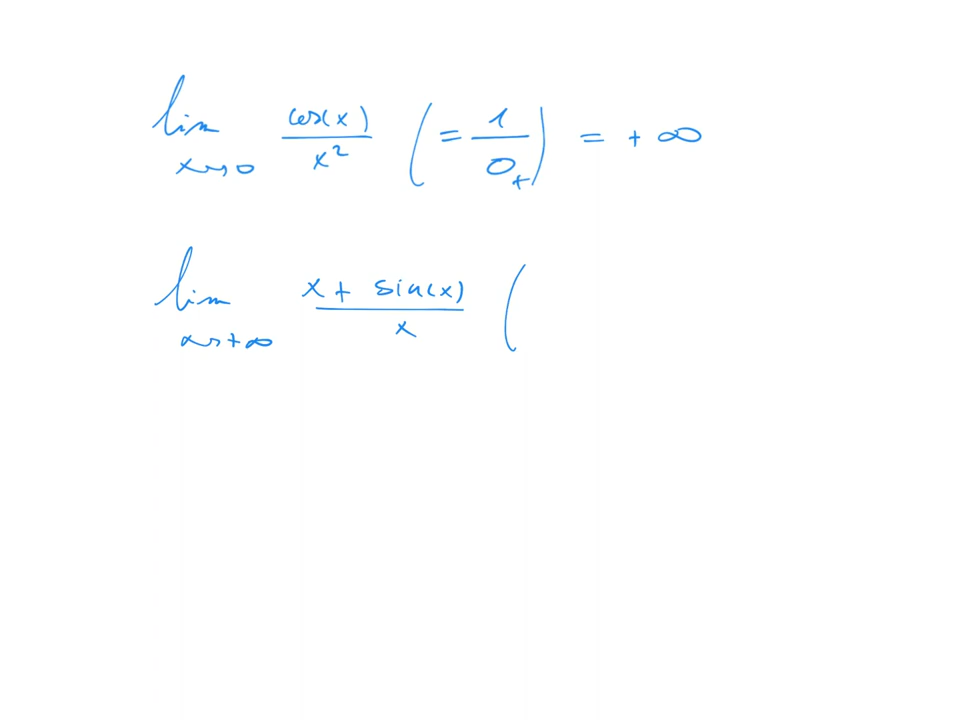 lim x→0 cos(x)/x² ( = 1/0₊ ) = + ∞
lim x→+∞ x + sin(x)/x (